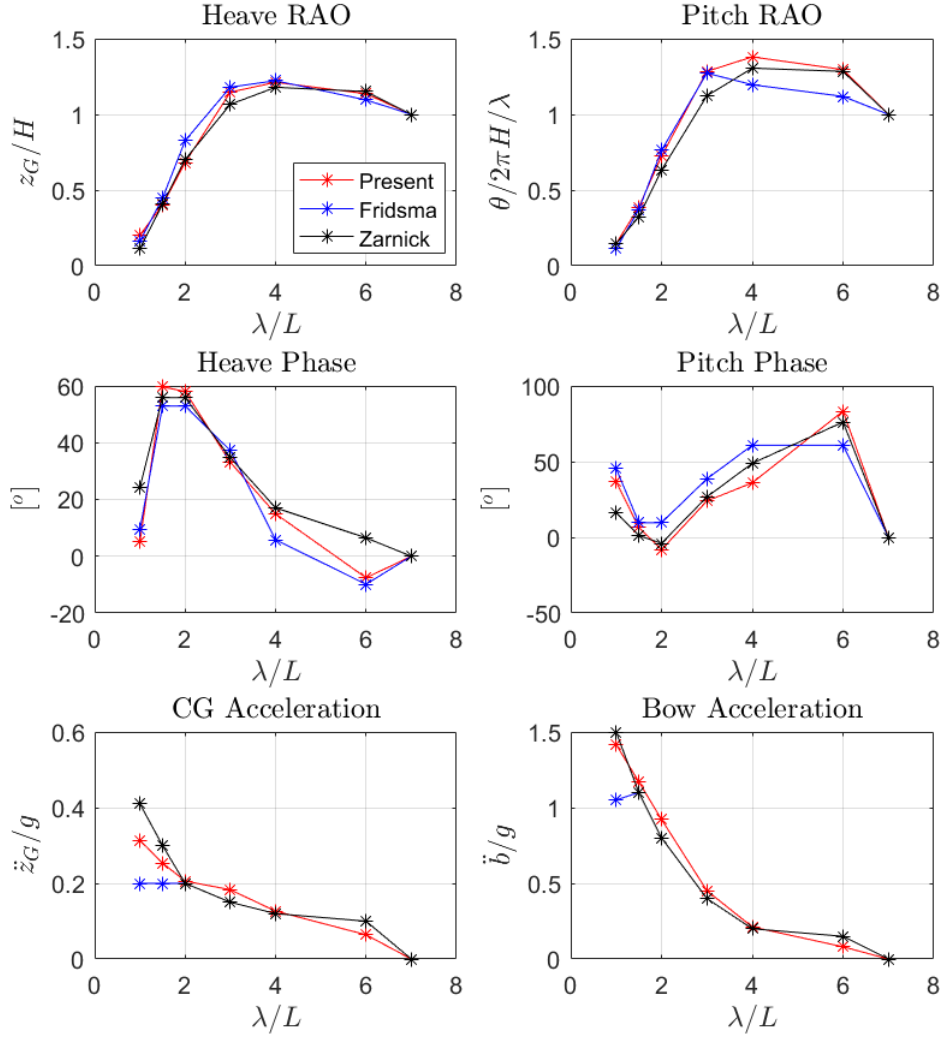 Heave RAO
1.5
1
0.5
0
z_G/H
Present
Fridsma
Zarnick
0 2 4 6 8
λ/L
Pitch RAO
1.5
1
0.5
0
θ/2πH/λ
0 2 4 6 8
λ/L
Heave Phase
60
40
20
0
-20
[°]
0 2 4 6 8
λ/L
Pitch Phase
100
50
0
-50
[°]
0 2 4 6 8
λ/L
CG Acceleration
0.6
0.4
0.2
0
z̈_G/g
0 2 4 6 8
λ/L
Bow Acceleration
1.5
1
0.5
0
b̈/g
0 2 4 6 8
λ/L